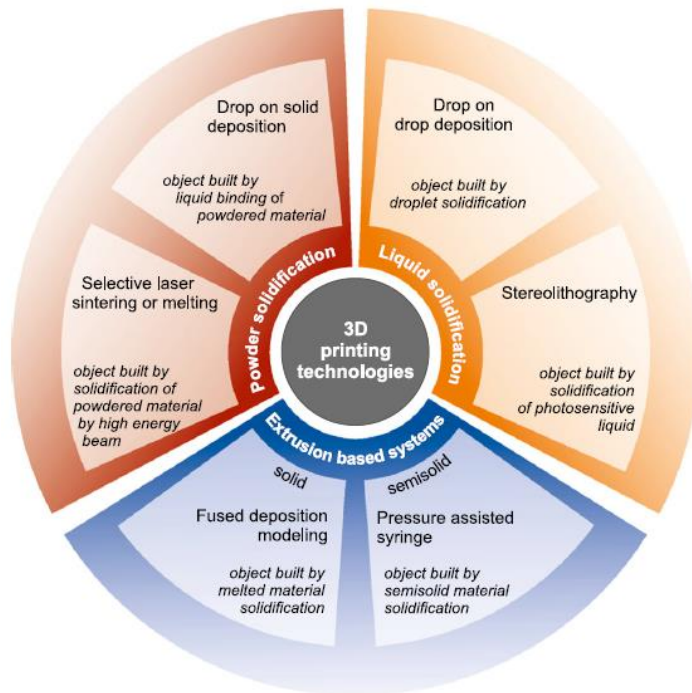 Drop on solid
deposition
object built by
liquid binding of
powdered material
Selective laser
sintering or melting
object built by
solidification of
powdered material
by high energy
beam
Powder solidification
Drop on
drop deposition
object built by
droplet solidification
Stereolithography
object built by
solidification
of photosensitive
liquid
Liquid solidification
3D
printing
technologies
Extrusion based systems
solid
Fused deposition
modeling
object built by
melted material
solidification
semisolid
Pressure assisted
syringe
object built by
semisolid material
solidification